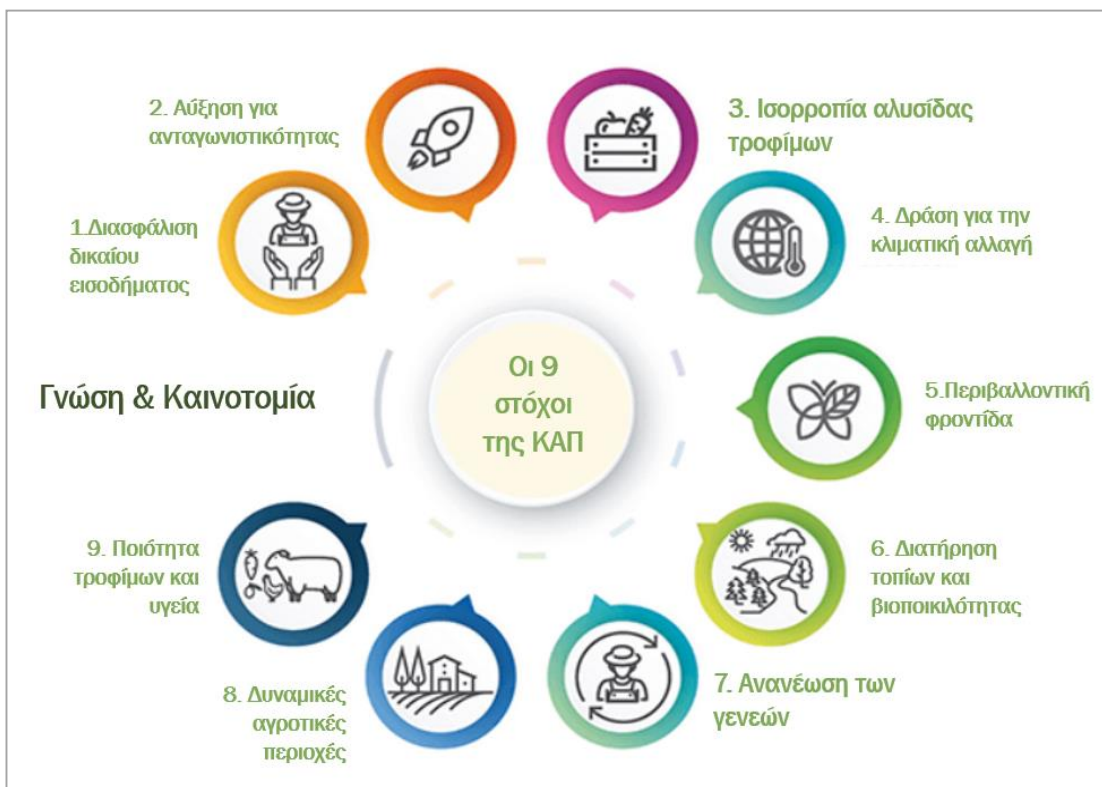 2. Αύξηση για
ανταγωνιστικότητας
3. Ισορροπία αλυσίδας
τροφίμων
1.Διασφάλιση
δικαίου
εισοδήματος
4. Δράση για την
κλιματική αλλαγή
Γνώση & Καινοτομία
Οι 9
στόχοι
της ΚΑΠ
5.Περιβαλλοντική
φροντίδα
9. Ποιότητα
τροφίμων και
υγεία
6. Διατήρηση
τοπίων και
βιοποικιλότητας
8. Δυναμικές
αγροτικές
περιοχές
7. Ανανέωση των
γενεών